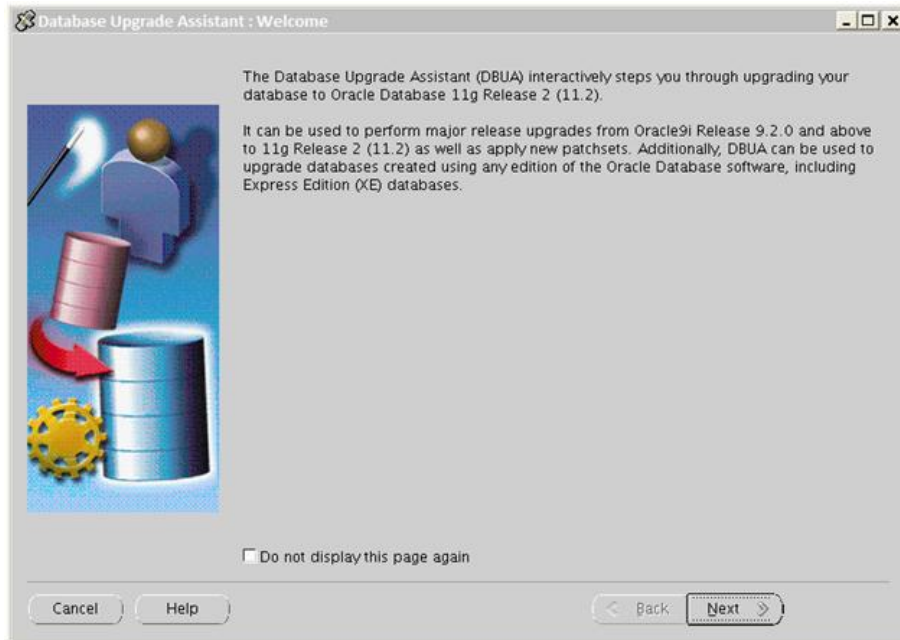 Database Upgrade Assistant : Welcome
The Database Upgrade Assistant (DBUA) interactively steps you through upgrading your
database to Oracle Database 11g Release 2 (11.2).
It can be used to perform major release upgrades from Oracle9i Release 9.2.0 and above
to 11g Release 2 (11.2) as well as apply new patchsets. Additionally, DBUA can be used to
upgrade databases created using any edition of the Oracle Database software, including
Express Edition (XE) databases.
Do not display this page again
Cancel Help Back Next